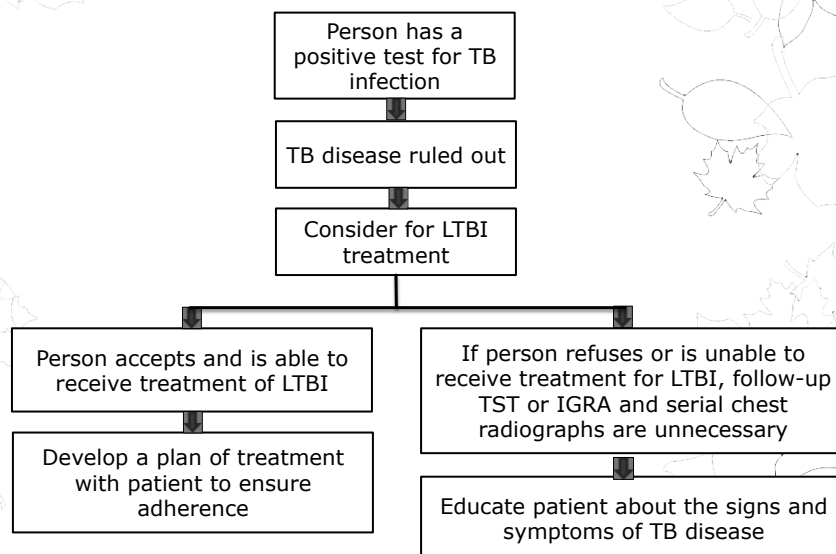 Person has a
positive test for TB
infection
TB disease ruled out
Consider for LTBI
treatment
Person accepts and is able to
receive treatment of LTBI
Develop a plan of treatment
with patient to ensure
adherence
If person refuses or is unable to
receive treatment for LTBI, follow-up
TST or IGRA and serial chest
radiographs are unnecessary
Educate patient about the signs and
symptoms of TB disease